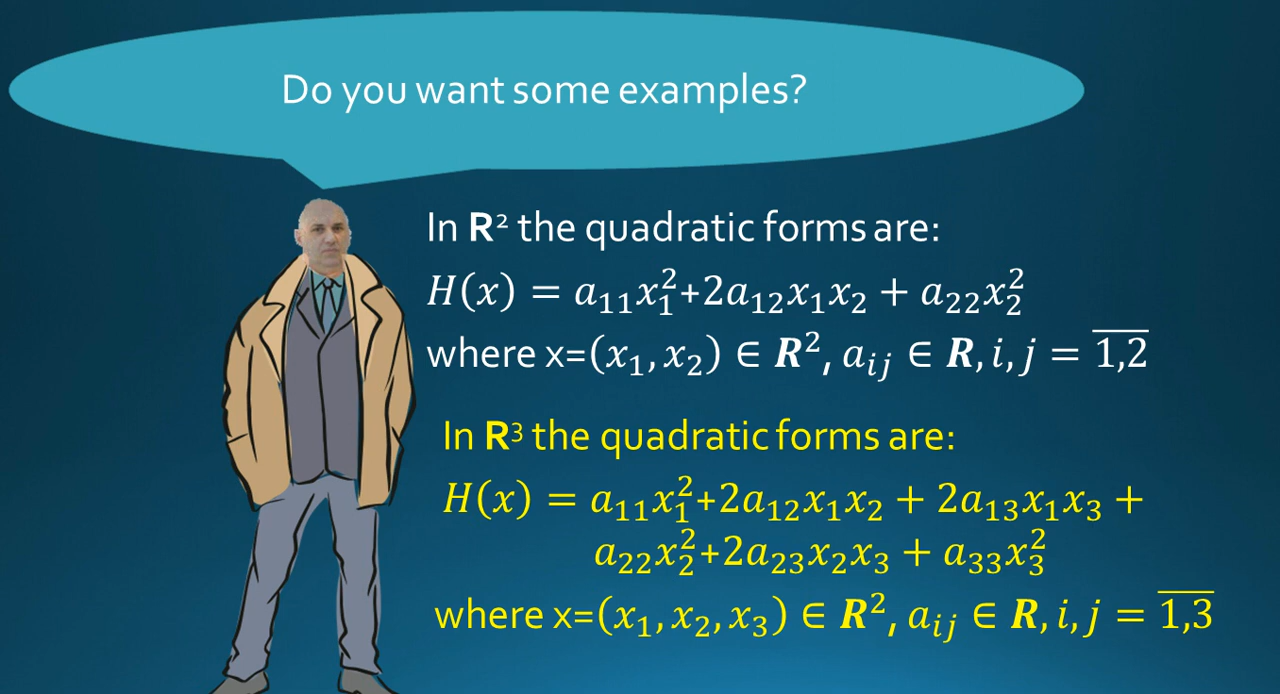 Do you want some examples?
In R² the quadratic forms are:
H(x) = a₁₁x₁²+2a₁₂x₁x₂ + a₂₂x₂²
where x=(x₁, x₂) ∈ R², aᵢⱼ ∈ R, i, j = 1,2̅
In R³ the quadratic forms are:
H(x) = a₁₁x₁²+2a₁₂x₁x₂ + 2a₁₃x₁x₃ +
a₂₂x₂²+2a₂₃x₂x₃ + a₃₃x₃²
where x=(x₁, x₂, x₃) ∈ R², aᵢⱼ ∈ R, i, j = 1̅,̅3̅